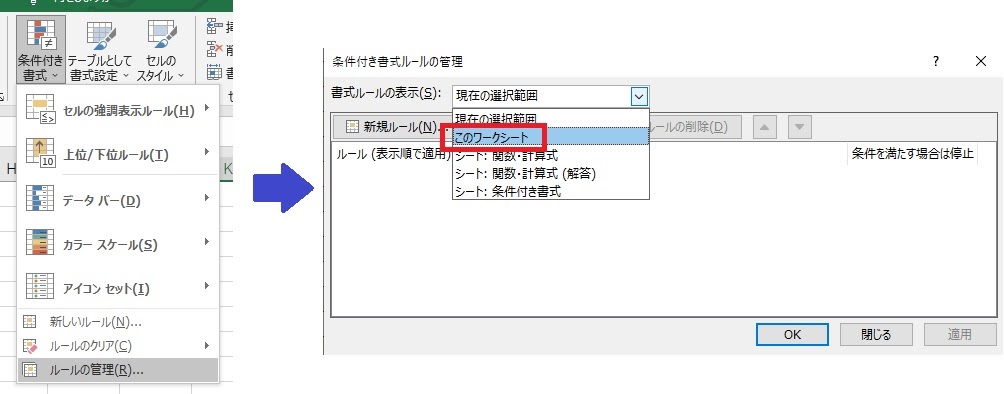 条件付き
書式
テーブルとして
書式設定
セルの
スタイル
セルの強調表示ルール(H)
上位/下位ルール(T)
データ バー(D)
カラー スケール(S)
アイコン セット(I)
新しいルール(N)...
ルールのクリア(C)
ルールの管理(R)...
H
K
条件付き書式ルールの管理
? ×
書式ルールの表示(S):
現在の選択範囲
現在の選択範囲
このワークシート
シート: 関数・計算式
シート: 関数・計算式 (解答)
シート: 条件付き書式
新規ルール(N)...
ルールの削除(D)
ルール (表示順で適用)
条件を満たす場合は停止
OK
閉じる
適用